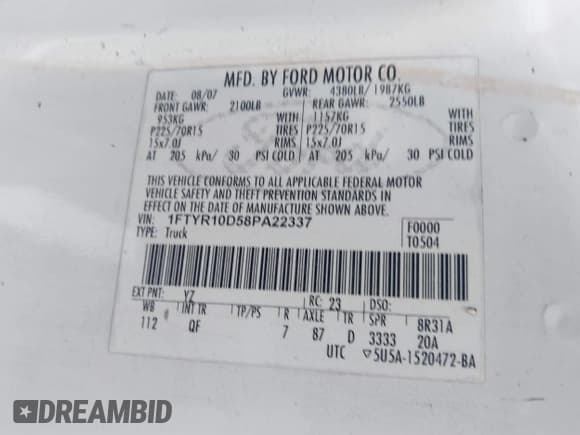 MFD. BY FORD MOTOR CO.
DATE: 08/07 GVWR: 4380LB/ 1987KG
FRONT GAWR: 2100LB REAR GAWR: 2550LB
953KG WITH 1157KG WITH
P225/70R15 TIRES P225/70R15 TIRES
15x7.0J RIMS 15x7.0J RIMS
AT 205 kPa/ 30 PSI COLD AT 205 kPa/ 30 PSI COLD
THIS VEHICLE CONFORMS TO ALL APPLICABLE FEDERAL MOTOR
VEHICLE SAFETY AND THEFT PREVENTION STANDARDS IN
EFFECT ON THE DATE OF MANUFACTURE SHOWN ABOVE.
VIN: 1FTYR10D58PA22337 F0000
TYPE: Truck T0504
EXT PNT: YZ RC: 23 DSO:
WB INT TR TP/PS R AXLE TR SPR 8R31A
112 QF 7 87 D 3333 20A
UTC ▽5U5A-1520472-BA
DREAMBID